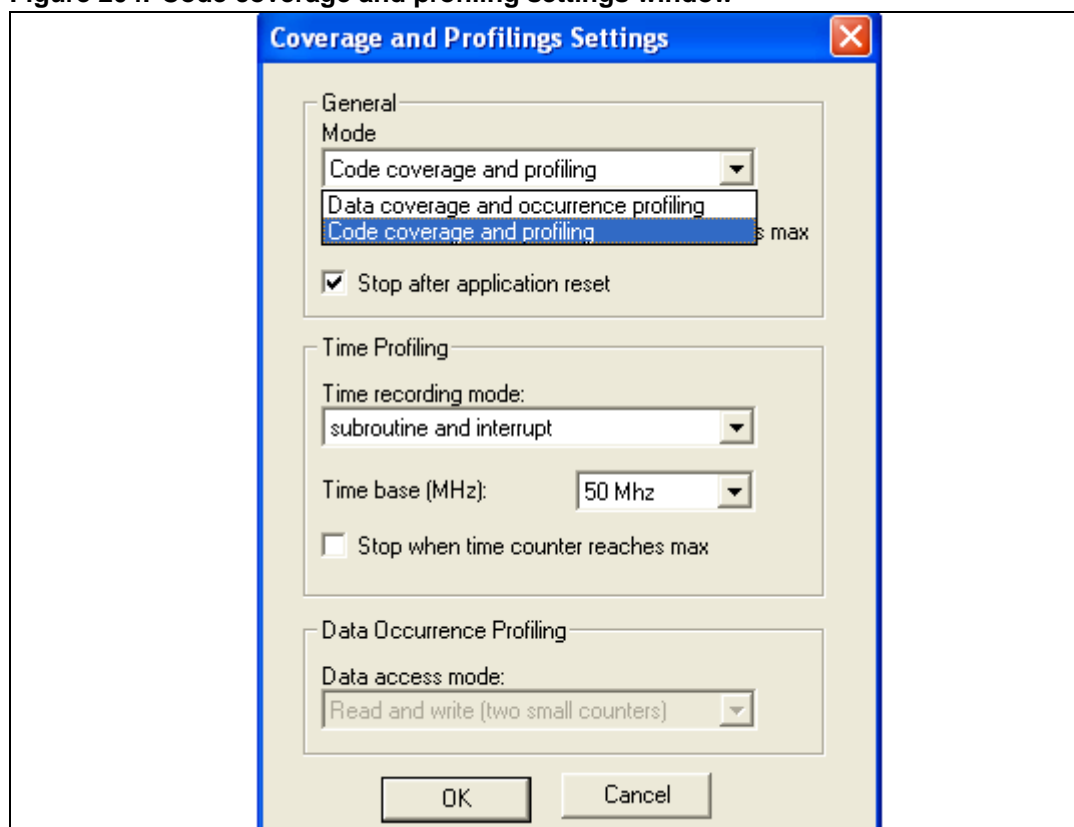 Coverage and Profilings Settings
General
Mode
Code coverage and profiling
Data coverage and occurrence profiling
Code coverage and profiling
s max
Stop after application reset
Time Profiling
Time recording mode:
subroutine and interrupt
Time base (MHz):
50 Mhz
Stop when time counter reaches max
Data Occurrence Profiling
Data access mode:
Read and write (two small counters)
OK
Cancel